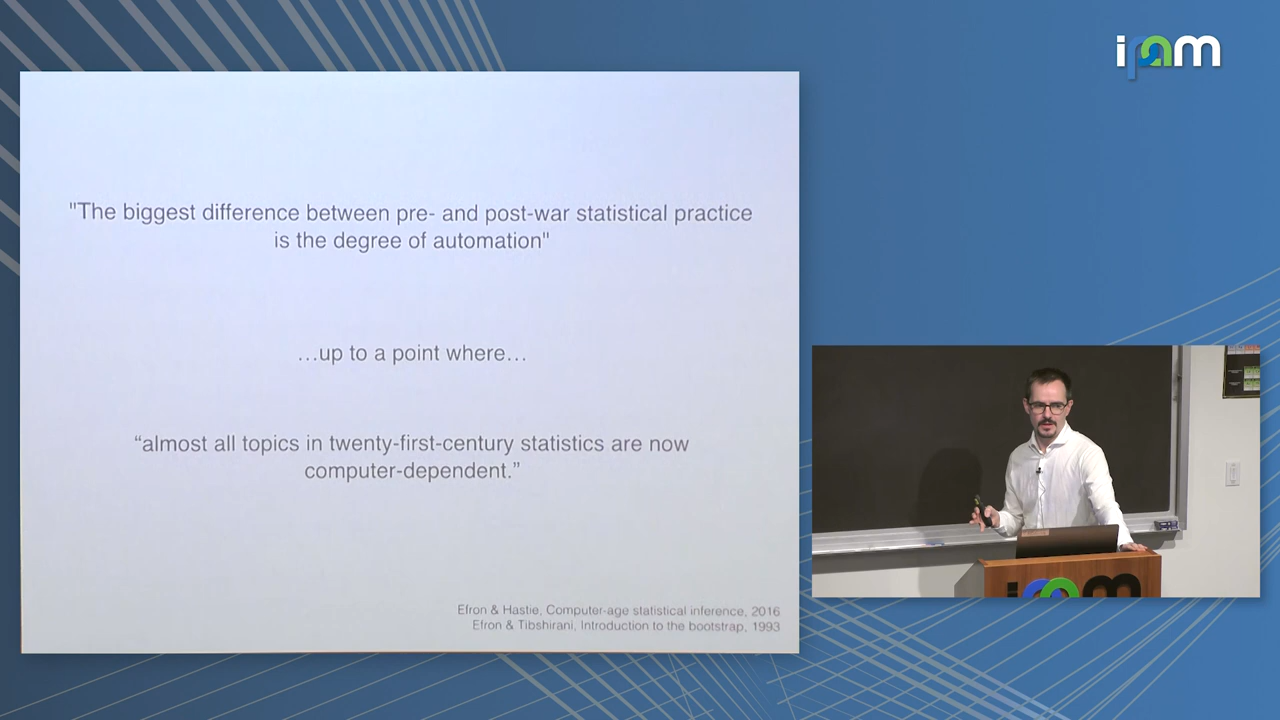 ipam
"The biggest difference between pre- and post-war statistical practice
is the degree of automation"
…up to a point where…
“almost all topics in twenty-first-century statistics are now
computer-dependent.”
Efron & Hastie, Computer-age statistical inference, 2016
Efron & Tibshirani, Introduction to the bootstrap, 1993